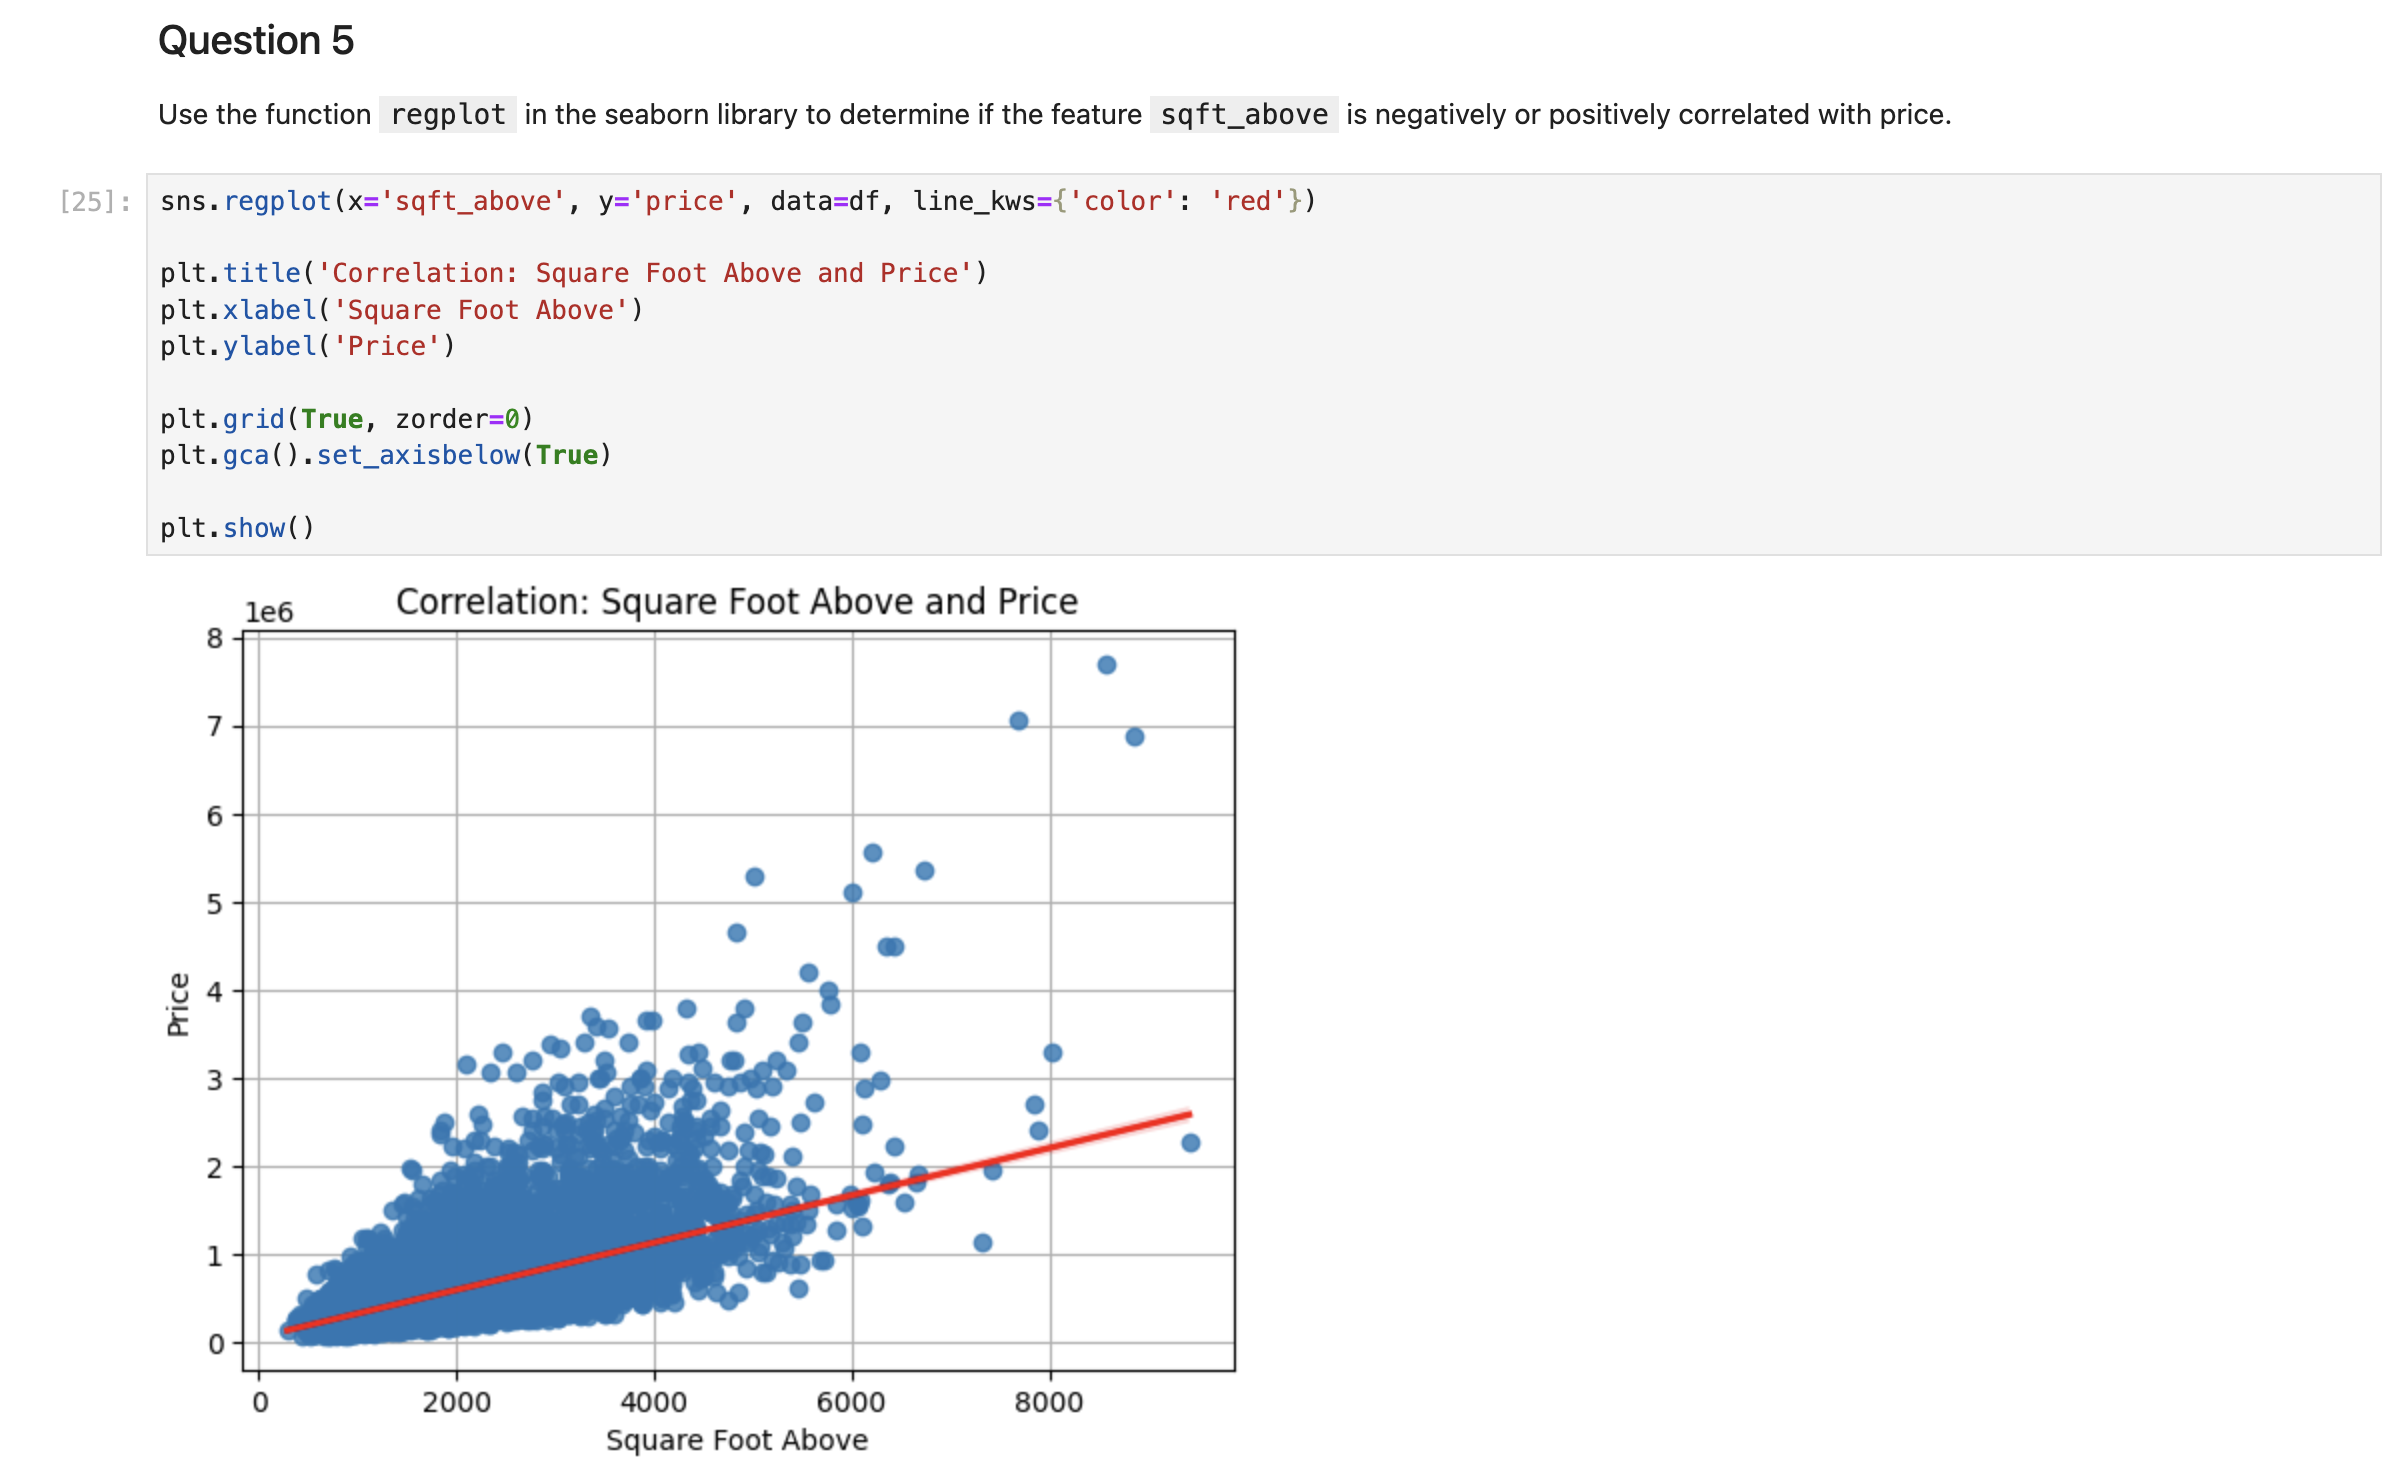 Question 5
Use the function regplot in the seaborn library to determine if the feature sqft_above is negatively or positively correlated with price.
[25]:
sns.regplot(x='sqft_above', y='price', data=df, line_kws={'color': 'red'})
plt.title('Correlation: Square Foot Above and Price')
plt.xlabel('Square Foot Above')
plt.ylabel('Price')
plt.grid(True, zorder=0)
plt.gca().set_axisbelow(True)
plt.show()
Correlation: Square Foot Above and Price
1e6
8
7
6
5
4
3
2
1
0
Price
0 2000 4000 6000 8000
Square Foot Above